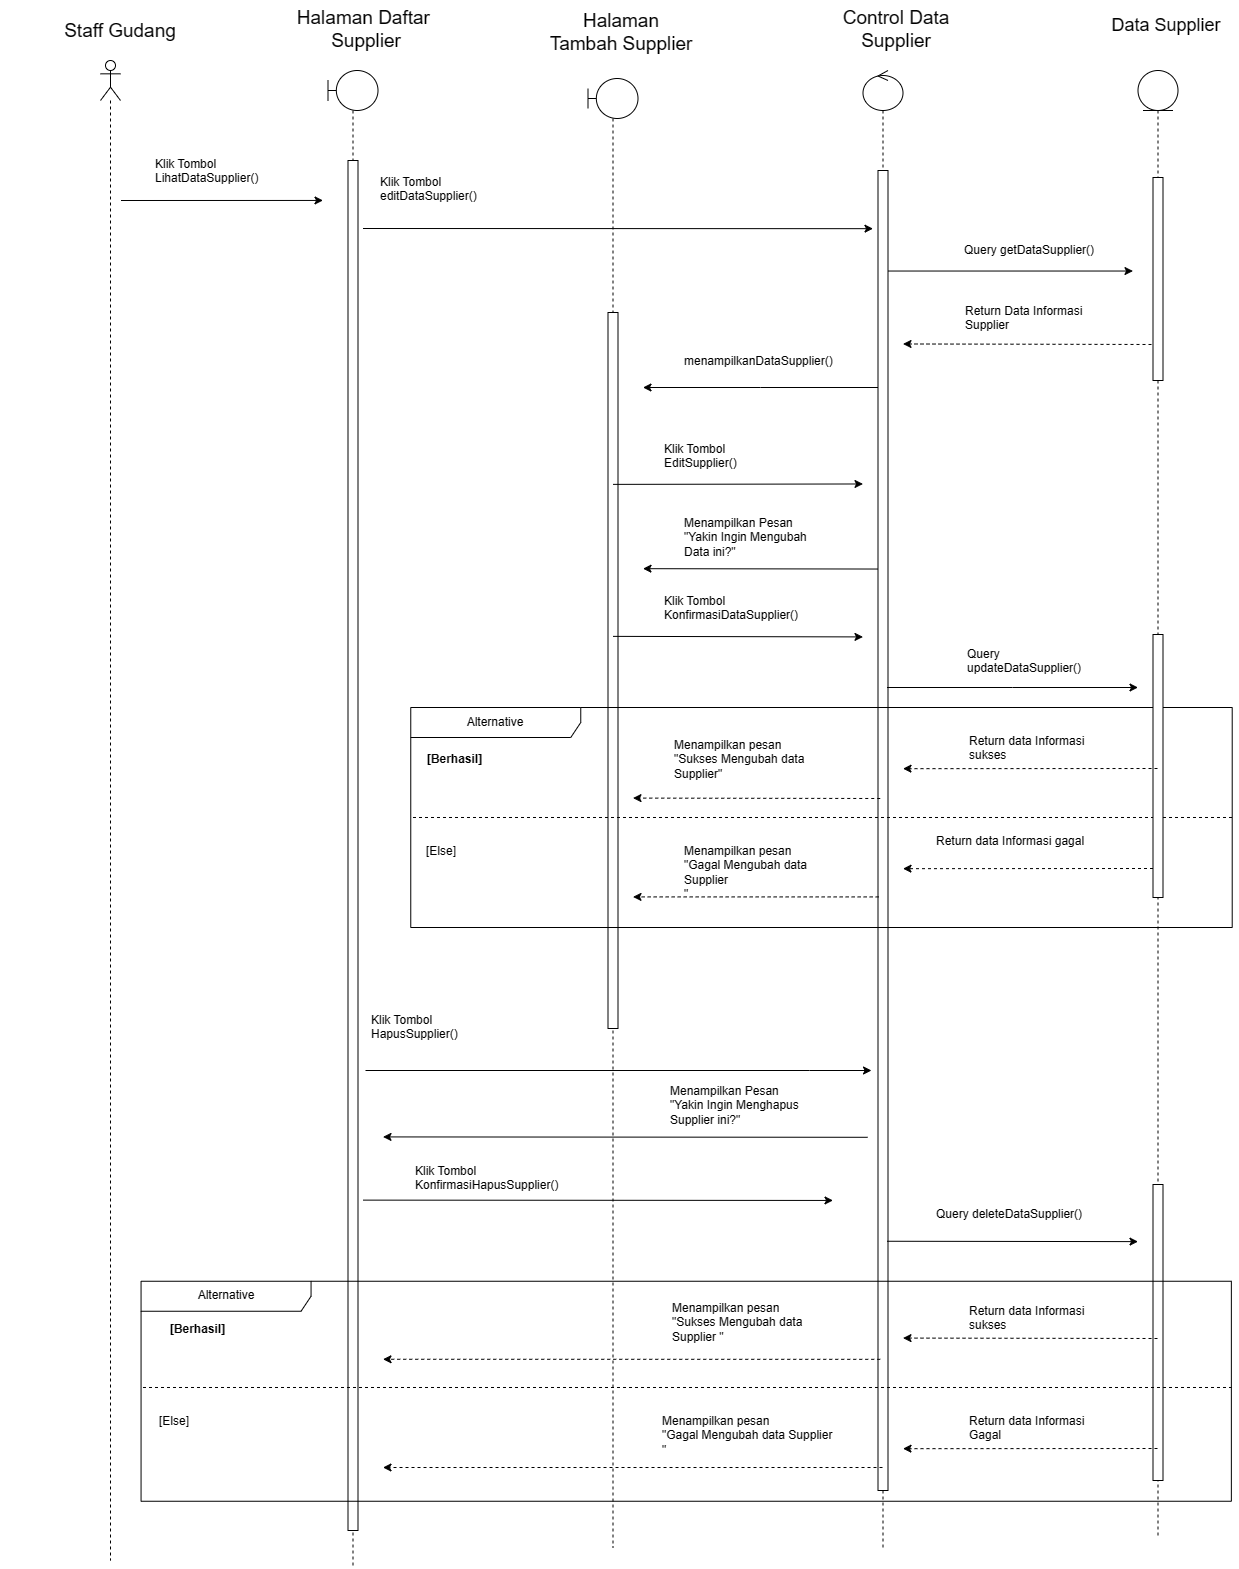 Staff Gudang
Halaman Daftar
Supplier
Halaman
Tambah Supplier
Control Data
Supplier
Data Supplier
Klik Tombol
LihatDataSupplier()
Klik Tombol
editDataSupplier()
Query getDataSupplier()
Return Data Informasi
Supplier
menampilkanDataSupplier()
Klik Tombol
EditSupplier()
Menampilkan Pesan
"Yakin Ingin Mengubah
Data ini?"
Klik Tombol
KonfirmasiDataSupplier()
Query
updateDataSupplier()
Alternative
[Berhasil]
Menampilkan pesan
"Sukses Mengubah data
Supplier"
Return data Informasi
sukses
[Else]
Menampilkan pesan
"Gagal Mengubah data
Supplier
"
Return data Informasi gagal
Klik Tombol
HapusSupplier()
Menampilkan Pesan
"Yakin Ingin Menghapus
Supplier ini?"
Klik Tombol
KonfirmasiHapusSupplier()
Query deleteDataSupplier()
Alternative
[Berhasil]
Menampilkan pesan
"Sukses Mengubah data
Supplier "
Return data Informasi
sukses
[Else]
Menampilkan pesan
"Gagal Mengubah data Supplier
"
Return data Informasi
Gagal